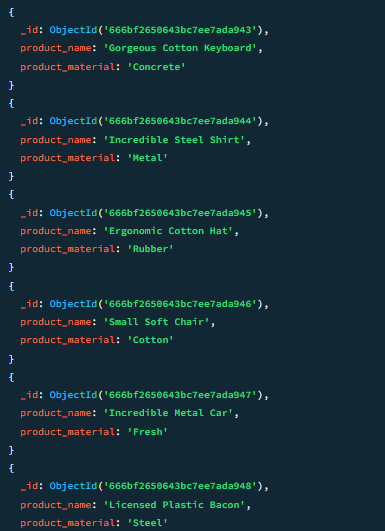 {
_id: ObjectId('666bf2650643bc7ee7ada943'),
product_name: 'Gorgeous Cotton Keyboard',
product_material: 'Concrete'
}
{
_id: ObjectId('666bf2650643bc7ee7ada944'),
product_name: 'Incredible Steel Shirt',
product_material: 'Metal'
}
{
_id: ObjectId('666bf2650643bc7ee7ada945'),
product_name: 'Ergonomic Cotton Hat',
product_material: 'Rubber'
}
{
_id: ObjectId('666bf2650643bc7ee7ada946'),
product_name: 'Small Soft Chair',
product_material: 'Cotton'
}
{
_id: ObjectId('666bf2650643bc7ee7ada947'),
product_name: 'Incredible Metal Car',
product_material: 'Fresh'
}
{
_id: ObjectId('666bf2650643bc7ee7ada948'),
product_name: 'Licensed Plastic Bacon',
product_material: 'Steel'